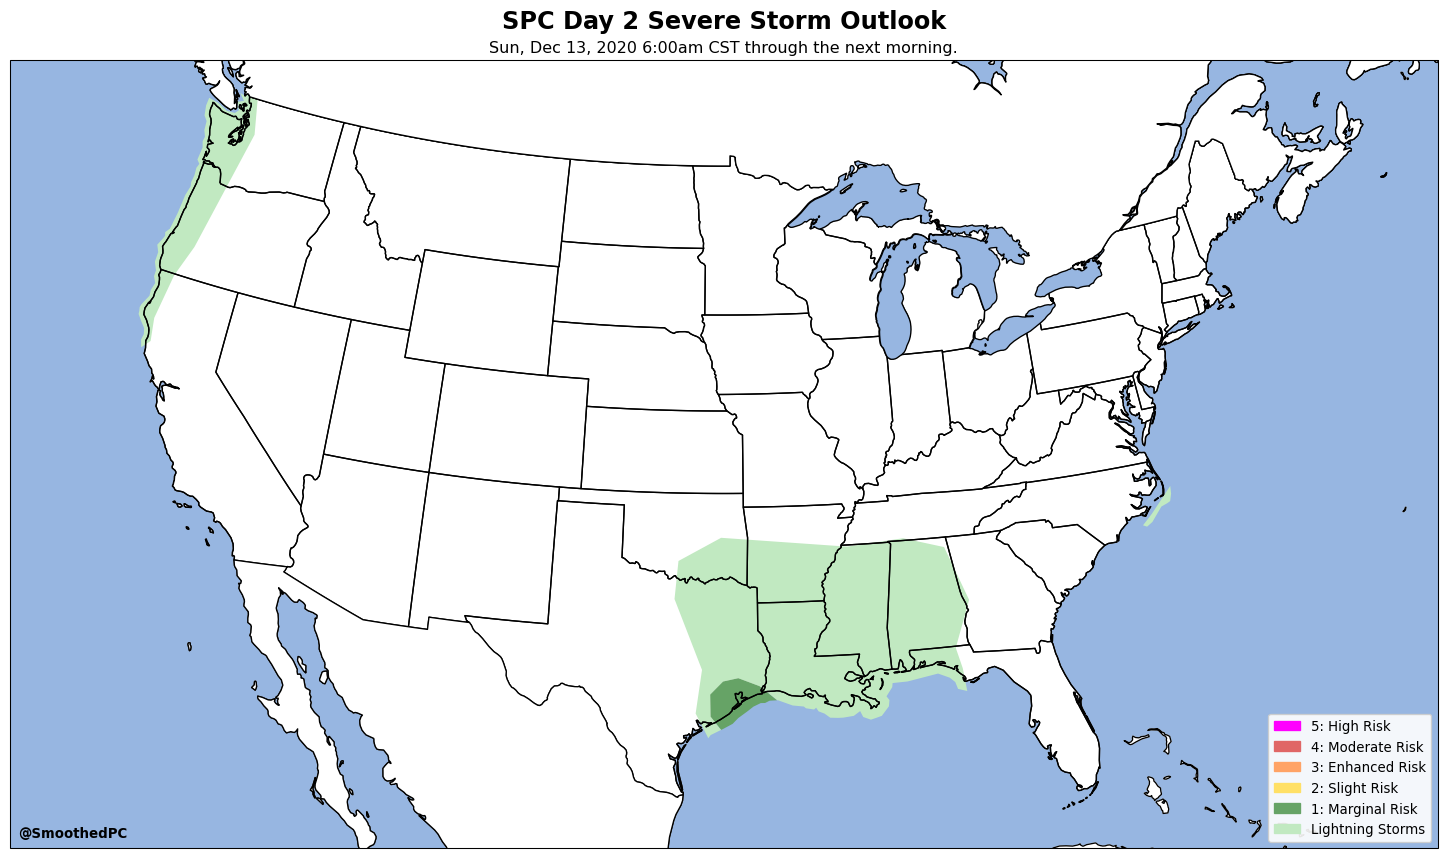 SPC Day 2 Severe Storm Outlook
Sun, Dec 13, 2020 6:00am CST through the next morning.
5: High Risk
4: Moderate Risk
3: Enhanced Risk
2: Slight Risk
1: Marginal Risk
Lightning Storms
@SmoothedPC